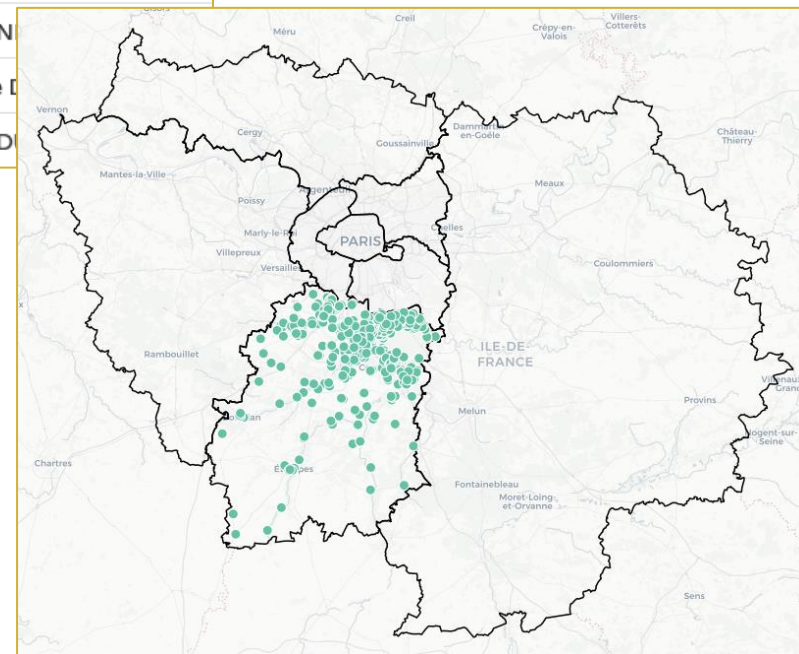 Méru
Creil
Villers-
Cotterêts
Crépy-en-
Valois
Vernon
Cergy
Goussainville
Dammartin
en-Goële
Château-
Thierry
Mantes-la-Ville
Poissy
Argenteuil
Meaux
Marly-le-Roi
Chelles
PARIS
Villepreux
Versailles
Coulommiers
Rambouillet
ILE-DE-
FRANCE
Melun
Provins
Nogent-sur-
Seine
Chartres
Fontainebleau
Moret-Loing-
et-Orvanne
Sens